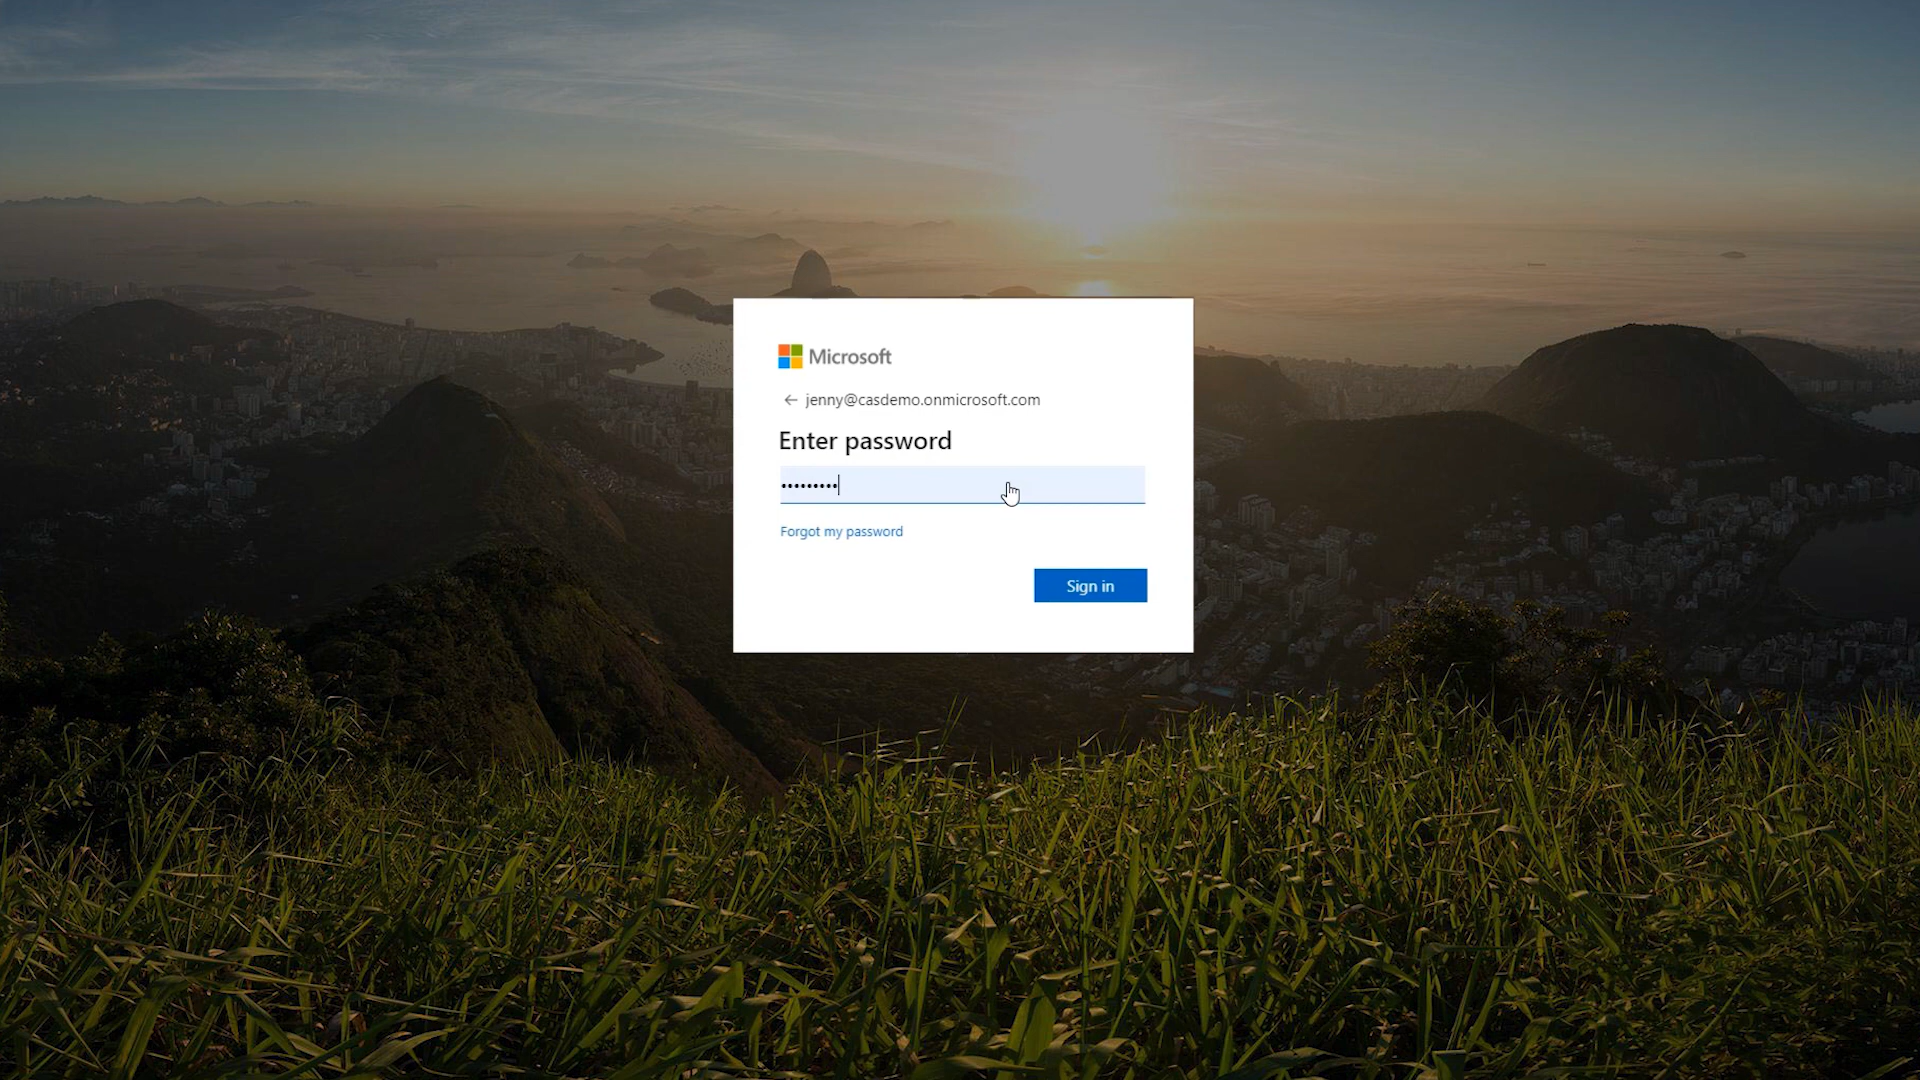 Microsoft
← jenny@casdemo.onmicrosoft.com
Enter password
•••••••••
Forgot my password
Sign in